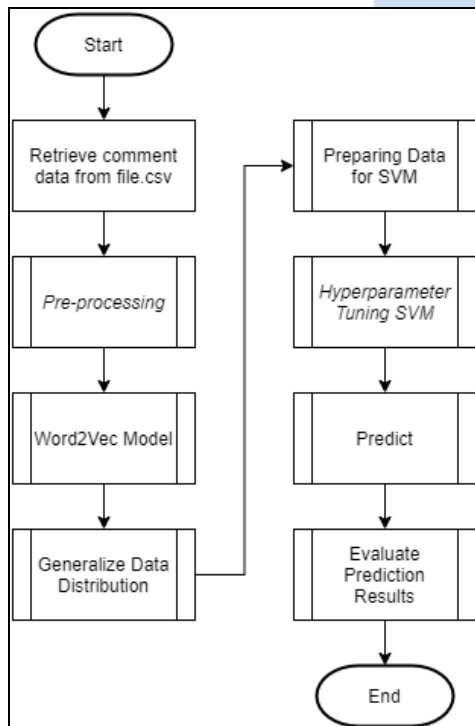 Start
Retrieve comment
data from file.csv
Pre-processing
Word2Vec Model
Generalize Data
Distribution
Preparing Data
for SVM
Hyperparameter
Tuning SVM
Predict
Evaluate
Prediction
Results
End